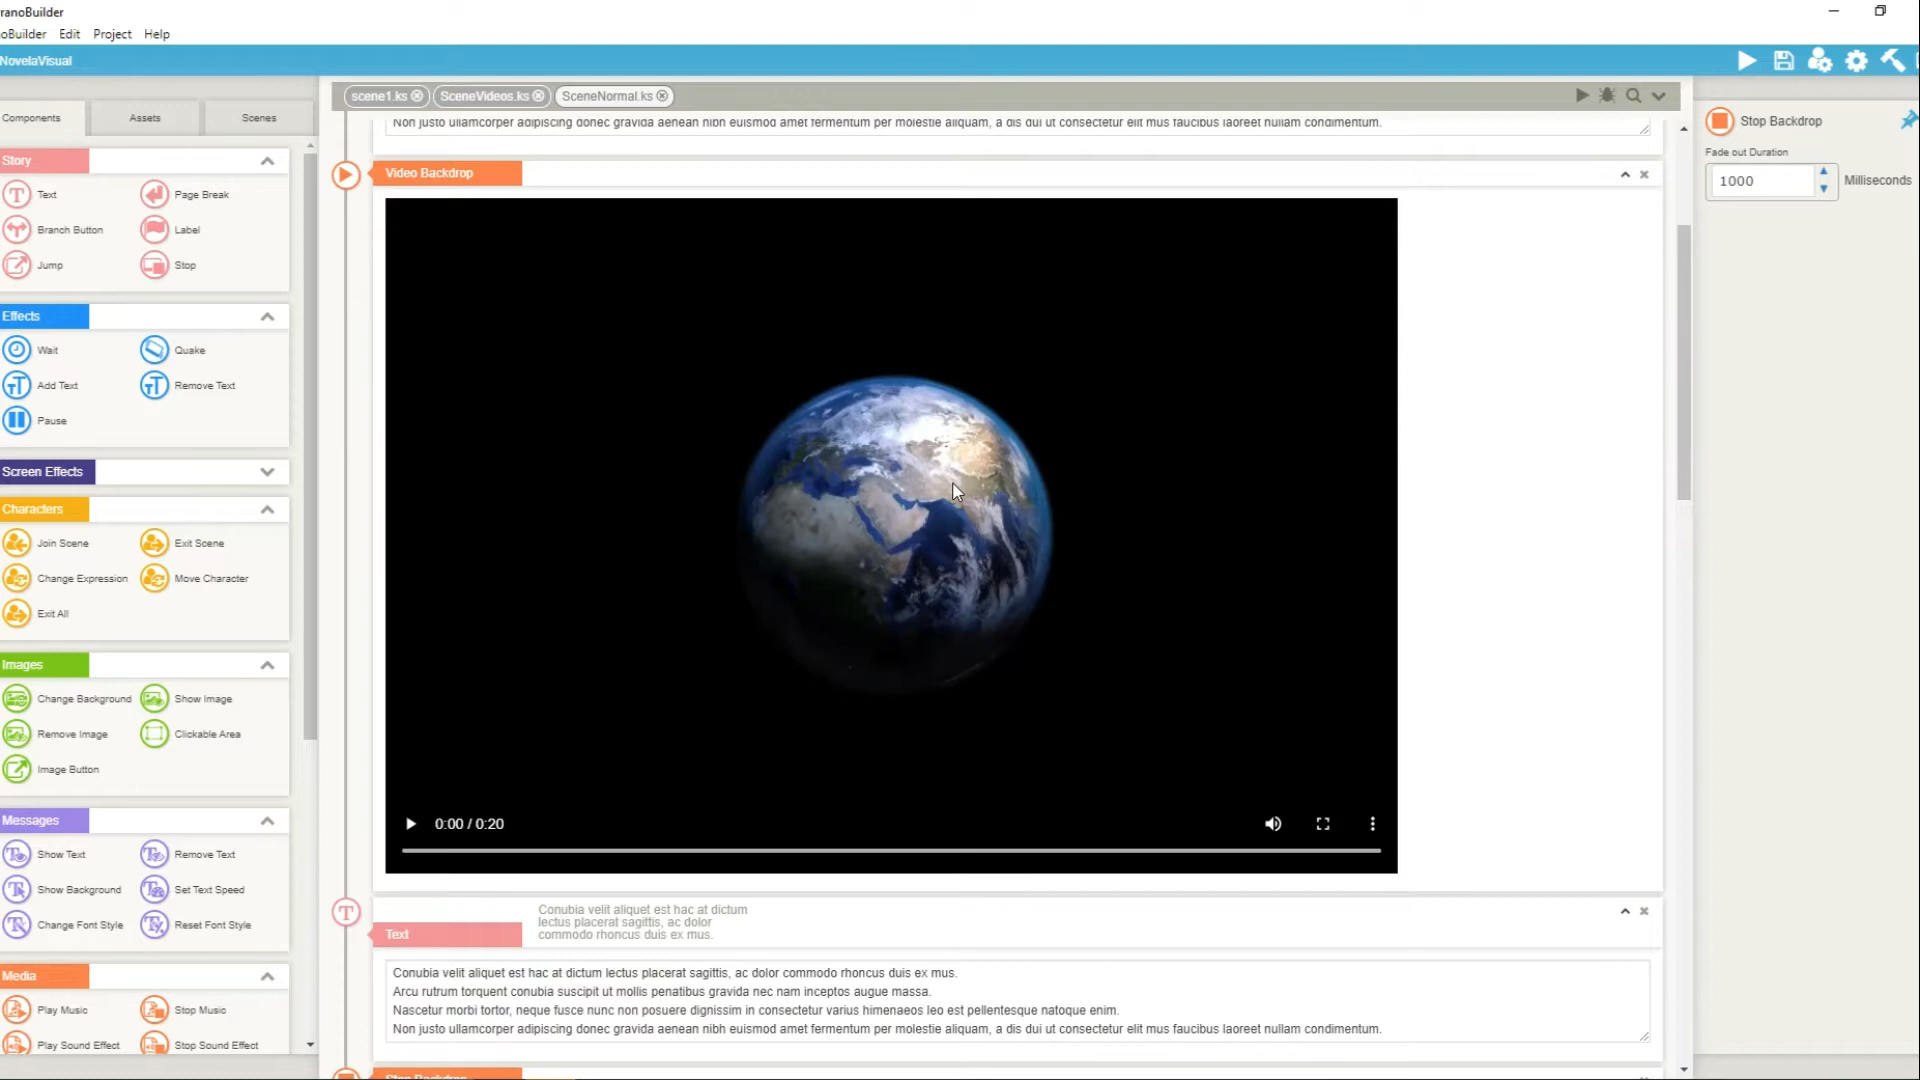 ranoBuilder
oBuilder Edit Project Help
NovelaVisual
Components Assets Scenes
scene1.ks SceneVideos.ks SceneNormal.ks
Story
Text Page Break
Branch Button Label
Jump Stop
Effects
Wait Quake
Add Text Remove Text
Pause
Screen Effects
Characters
Join Scene Exit Scene
Change Expression Move Character
Exit All
Images
Change Background Show Image
Remove Image Clickable Area
Image Button
Messages
Show Text Remove Text
Show Background Set Text Speed
Change Font Style Reset Font Style
Media
Play Music Stop Music
Play Sound Effect Stop Sound Effect
Non justo ullamcorper adipiscing donec gravida aenean nibh euismod amet fermentum per molestie aliquam, a dis dui ut consectetur elit mus faucibus laoreet nullam condimentum.
Video Backdrop
0:00 / 0:20
Text
Conubia velit aliquet est hac at dictum
lectus placerat sagittis, ac dolor
commodo rhoncus duis ex mus.
Conubia velit aliquet est hac at dictum lectus placerat sagittis, ac dolor commodo rhoncus duis ex mus.
Arcu rutrum torquent conubia suscipit ut mollis penatibus gravida nec nam inceptos augue massa.
Nascetur morbi tortor, neque fusce nunc non posuere dignissim in consectetur varius himenaeos leo est pellentesque natoque enim.
Non justo ullamcorper adipiscing donec gravida aenean nibh euismod amet fermentum per molestie aliquam, a dis dui ut consectetur elit mus faucibus laoreet nullam condimentum.
Stop Backdrop
Stop Backdrop
Fade out Duration
1000 Milliseconds